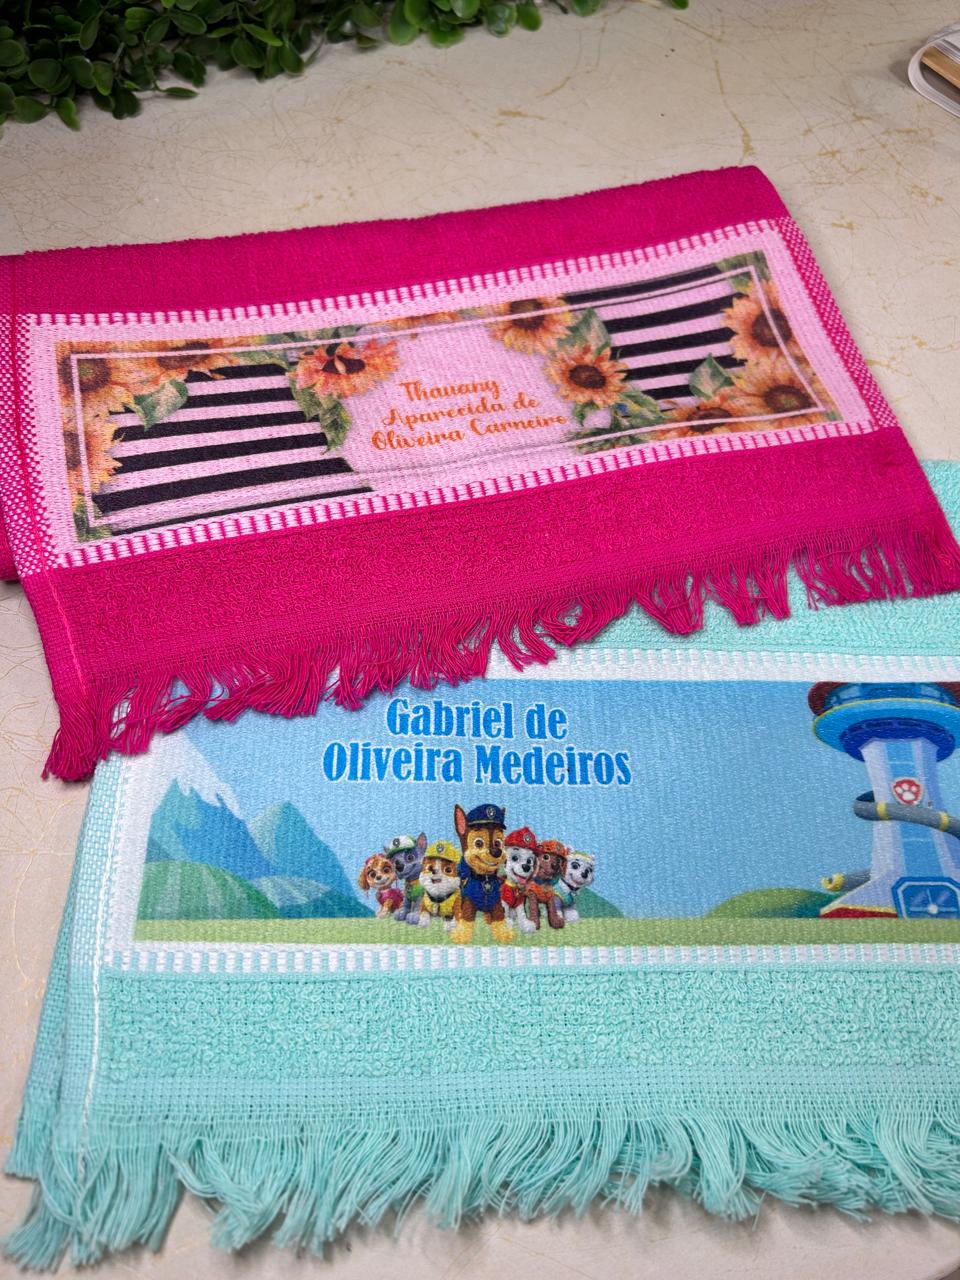 Thauany
Aparecida de
Oliveira Carneiro
Gabriel de
Oliveira Medeiros